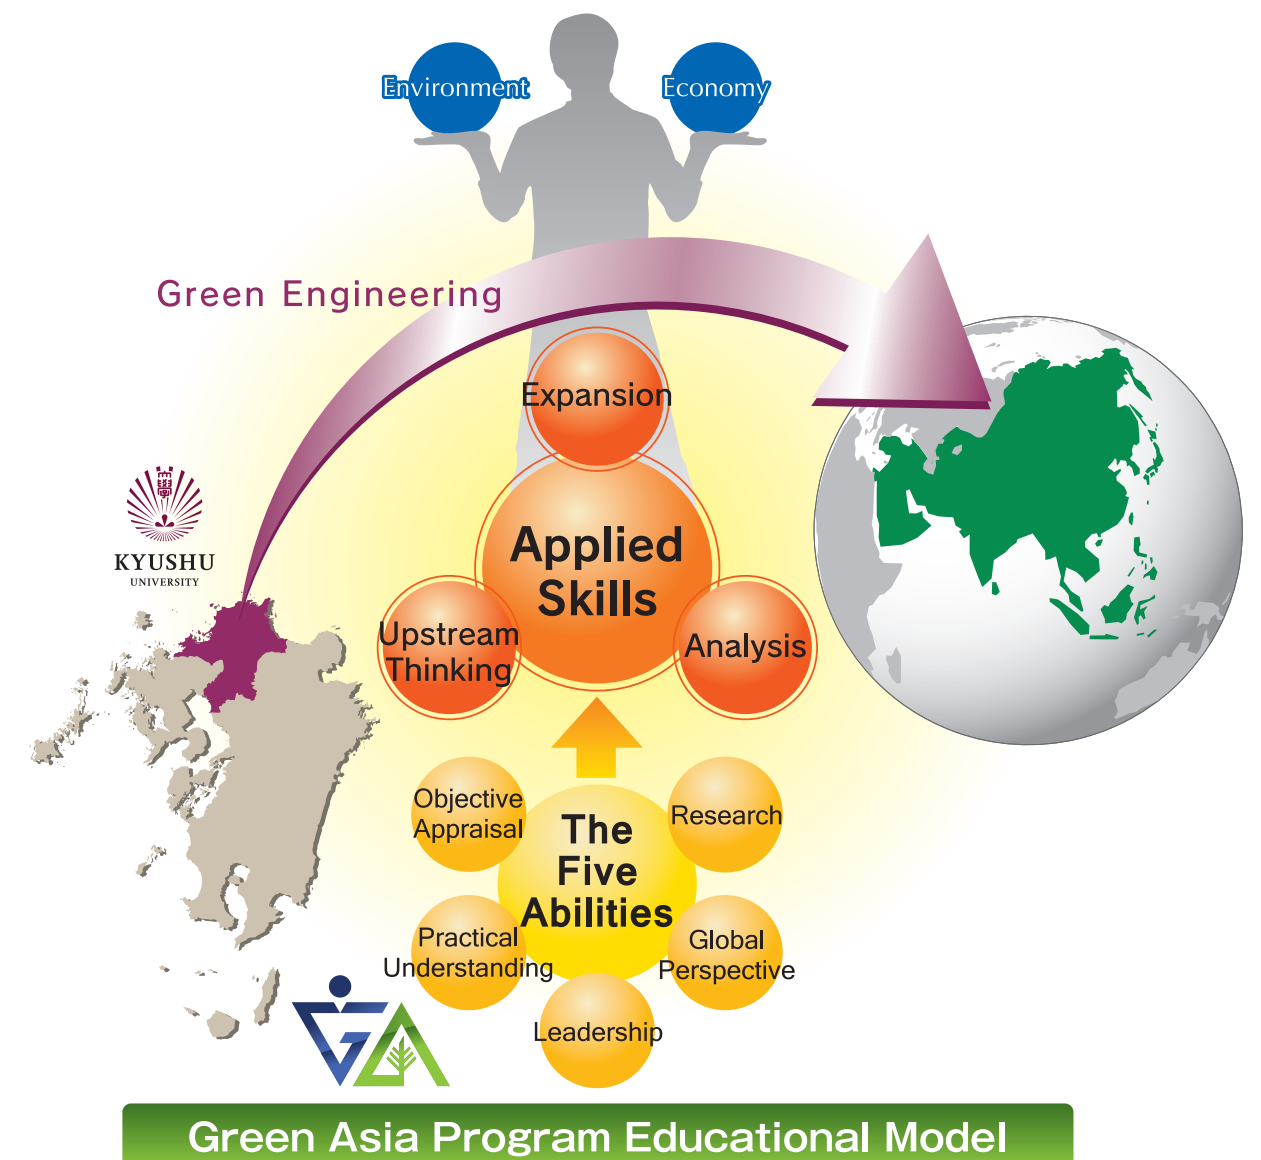 Environment
Economy
Green Engineering
Expansion
KYUSHU
UNIVERSITY
Applied
Skills
Upstream
Thinking
Analysis
Objective
Appraisal
The
Five
Abilities
Research
Practical
Understanding
Global
Perspective
Leadership
Green Asia Program Educational Model